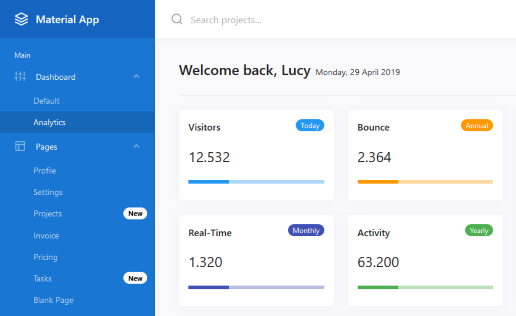 Material App
Search projects...
Main
Dashboard
Default
Analytics
Pages
Profile
Settings
Projects New
Invoice
Pricing
Tasks New
Blank Page
Welcome back, Lucy Monday, 29 April 2019
Visitors Today
12.532
Bounce Annual
2.364
Real-Time Monthly
1.320
Activity Yearly
63.200